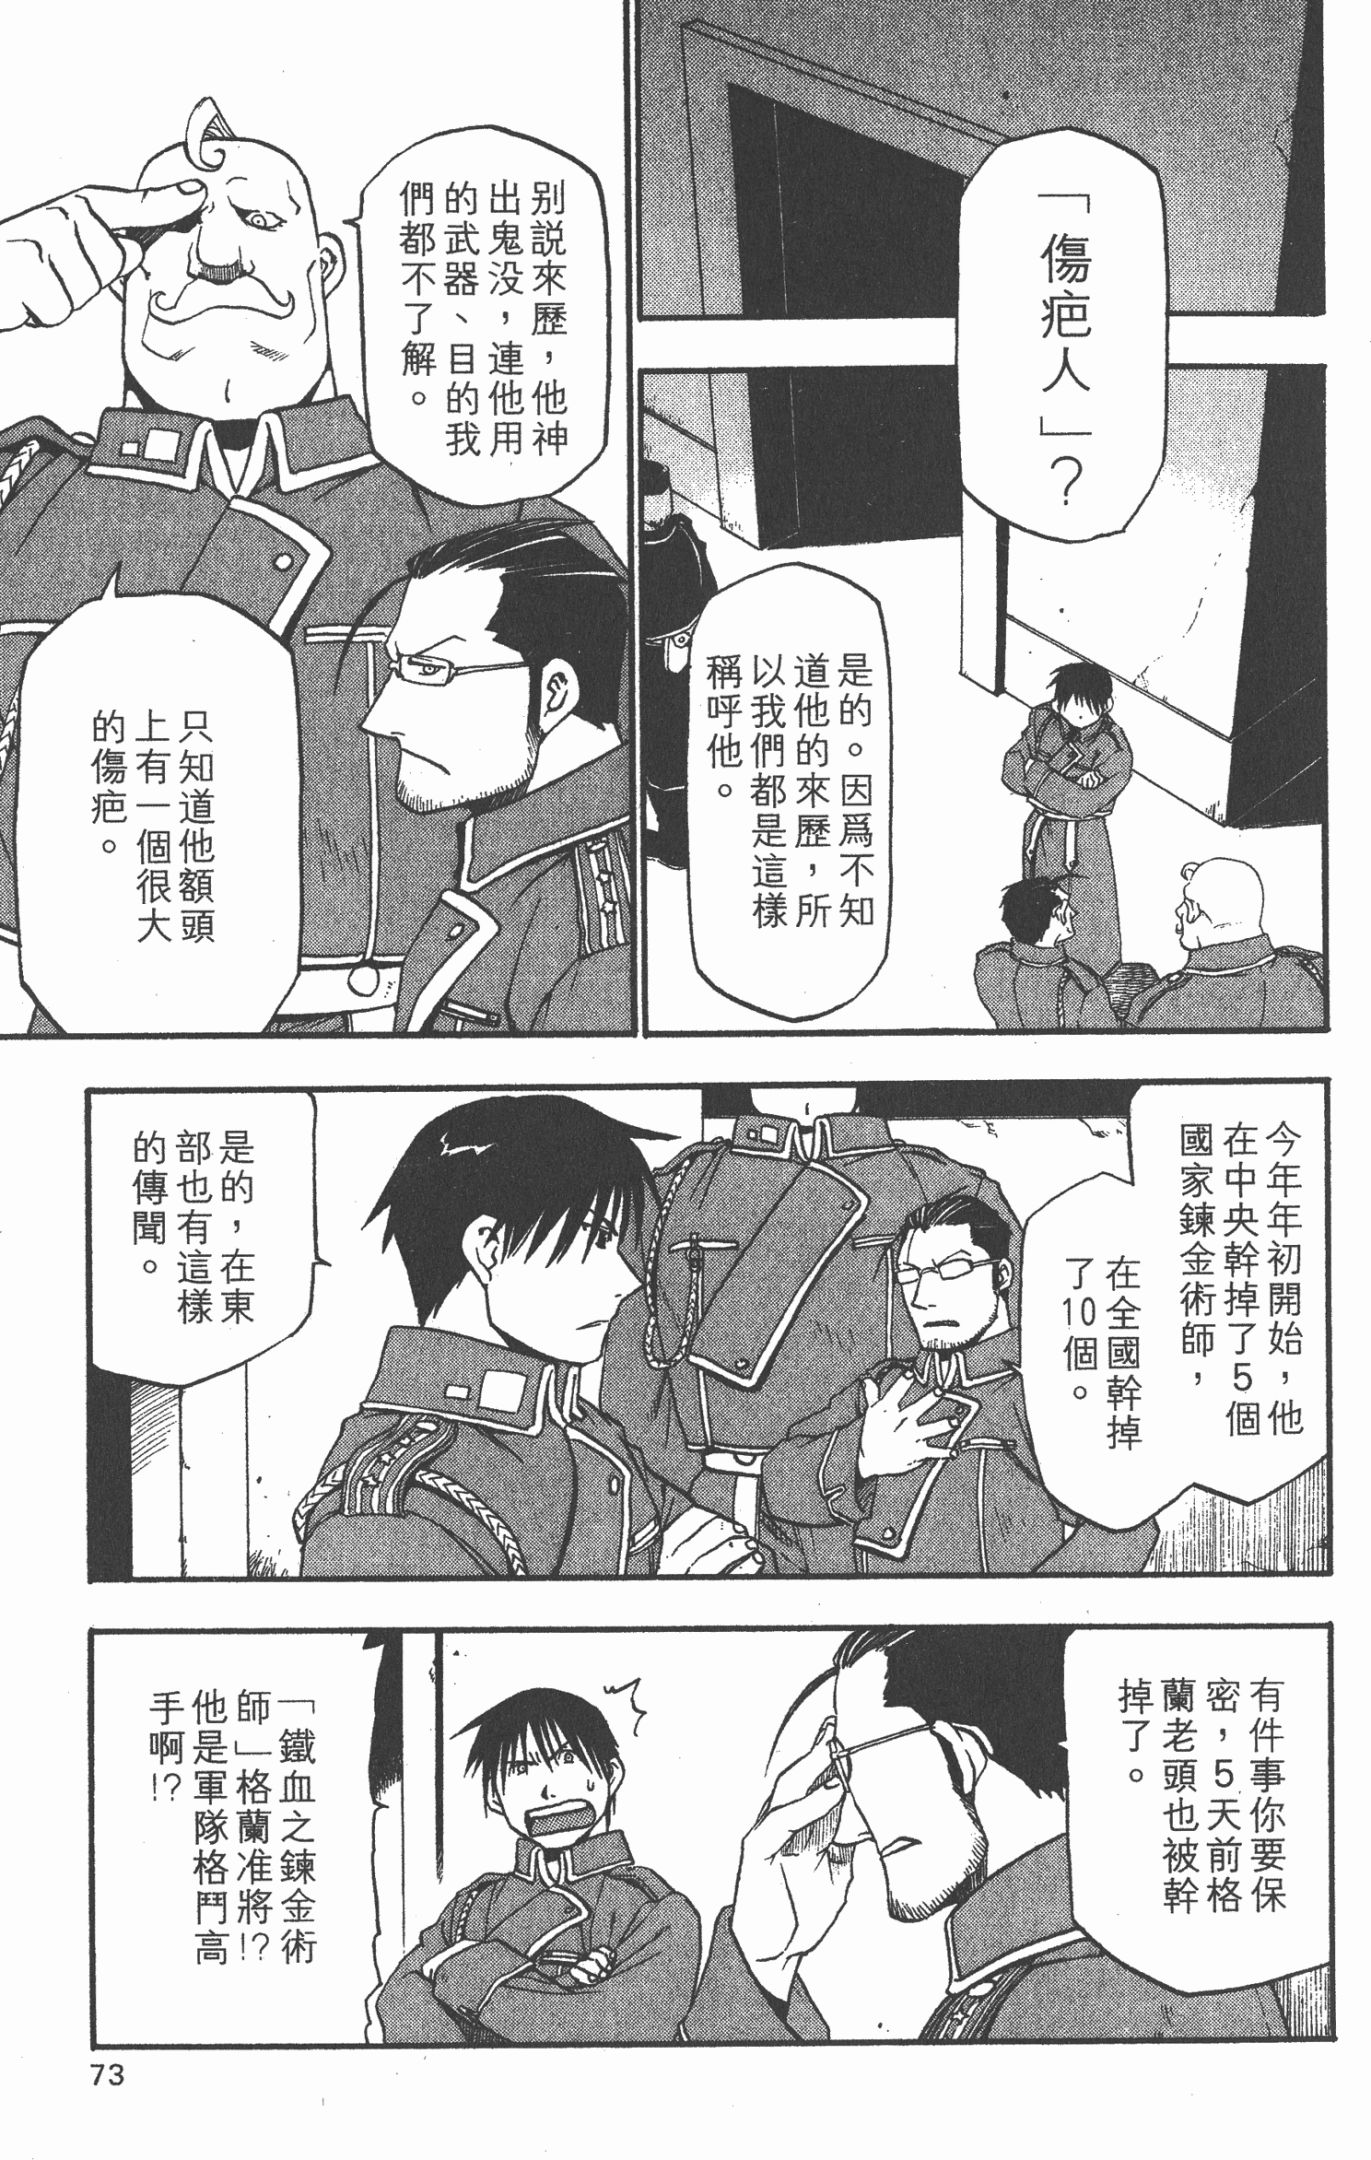 「傷疤人」?
是的。因爲不知
道他的來歷，所
以我們都是這樣
稱呼他。
别説來歷，他神
出鬼没，連他用
的武器、目的我
們都不了解。
只知道他額頭
上有一個很大
的傷疤。
今年年初開始，他
在中央幹掉了5個
國家鍊金術師，
在全國幹掉
了10個。
是的，在東
部也有這樣
的傳聞。
有件事你要保
密，5天前格
蘭老頭也被幹
掉了。
「鐵血之鍊金術
師」格蘭准將!?
他是軍隊格鬥高
手啊!?
73